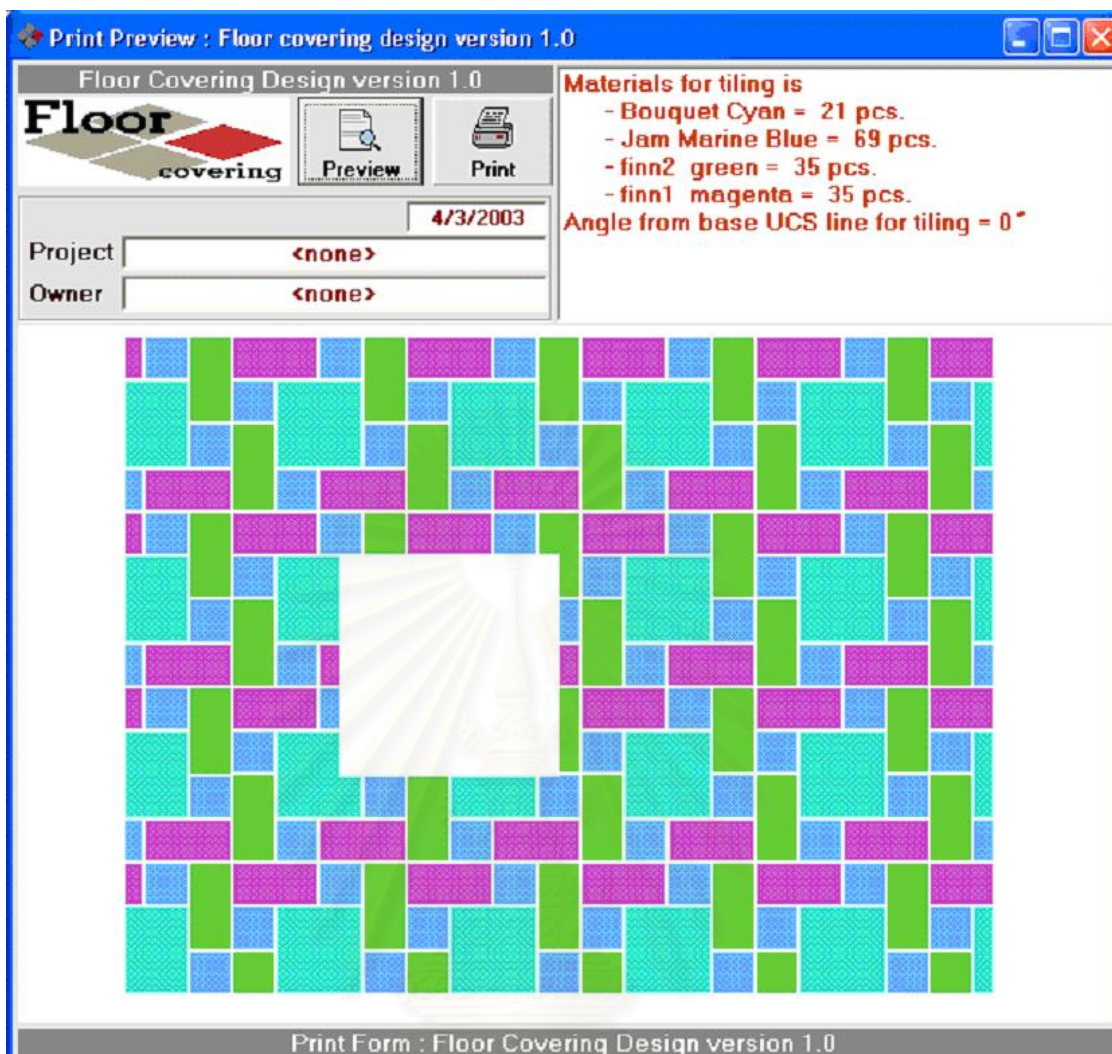 Print Preview : Floor covering design version 1.0
Floor Covering Design version 1.0
Floor
covering
Preview
Print
4/3/2003
Project
<none>
Owner
<none>
Materials for tiling is
- Bouquet Cyan = 21 pcs.
- Jam Marine Blue = 69 pcs.
- finn2 green = 35 pcs.
- finn1 magenta = 35 pcs.
Angle from base UCS line for tiling = 0°
Print Form : Floor Covering Design version 1.0